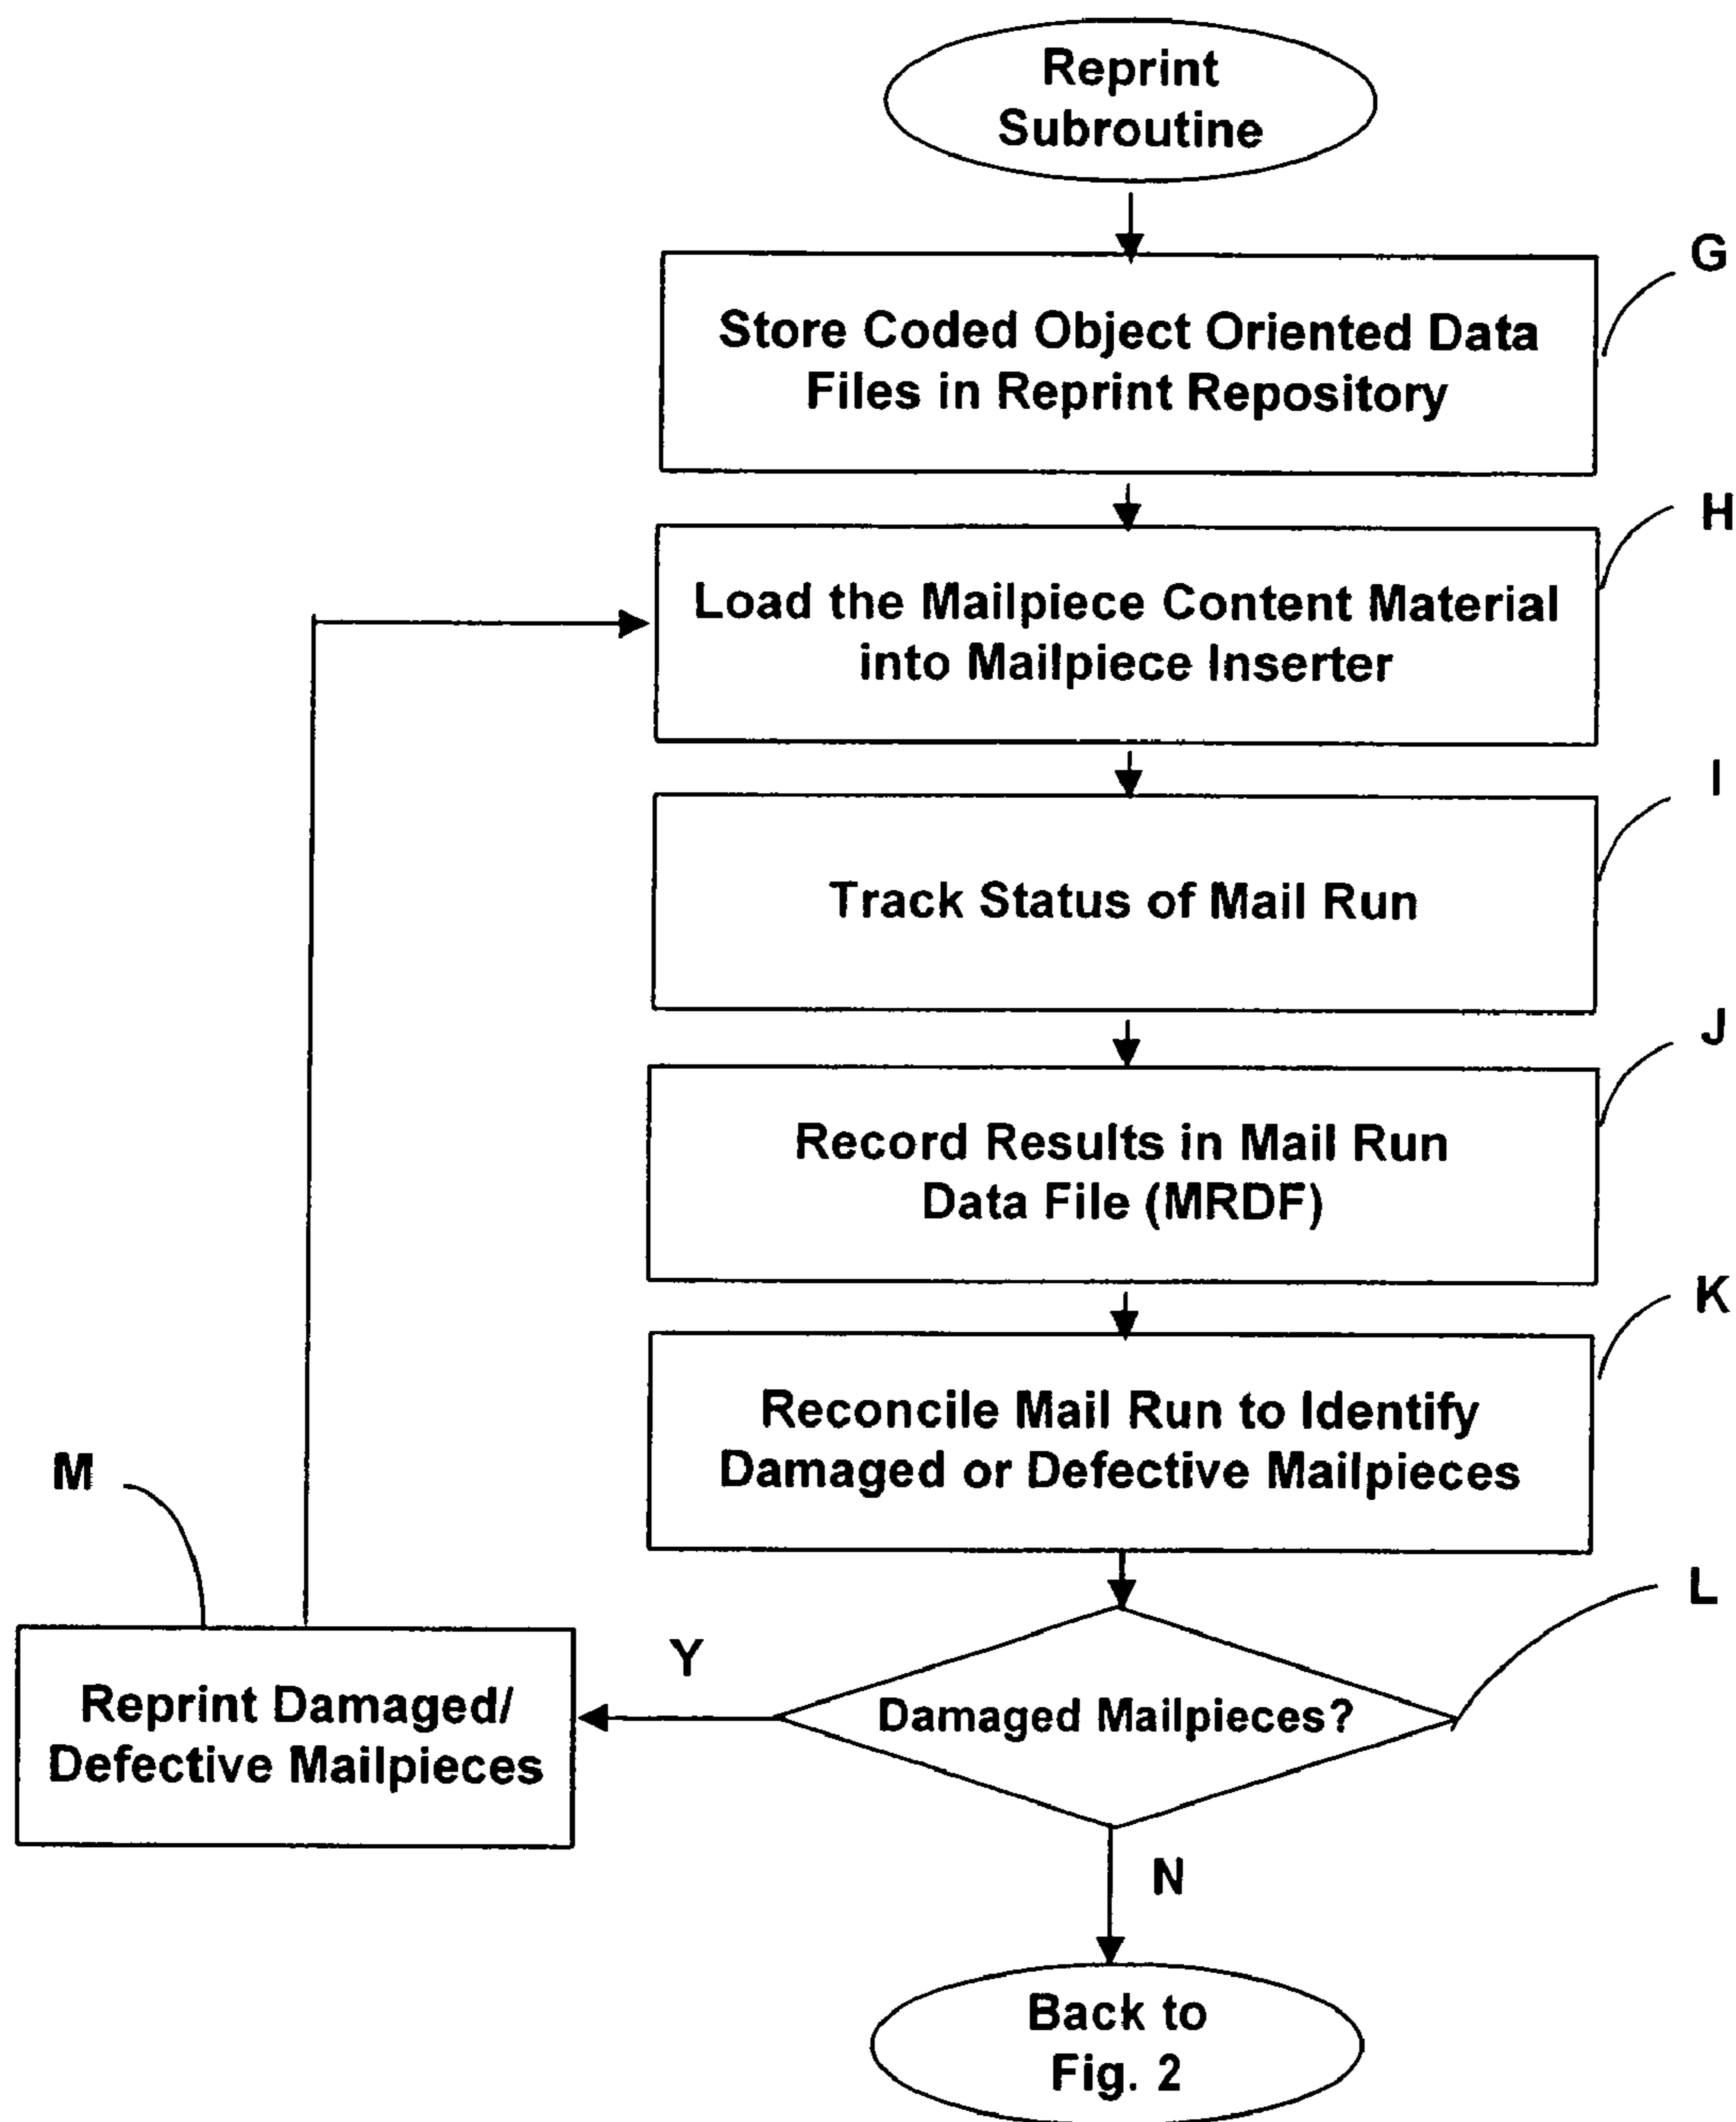 Reprint
Subroutine
G
Store Coded Object Oriented Data
Files in Reprint Repository
H
Load the Mailpiece Content Material
into Mailpiece Inserter
I
Track Status of Mail Run
J
Record Results in Mail Run
Data File (MRDF)
K
Reconcile Mail Run to Identify
Damaged or Defective Mailpieces
M
L
Y
Damaged Mailpieces?
Reprint Damaged/
Defective Mailpieces
N
Back to
Fig. 2